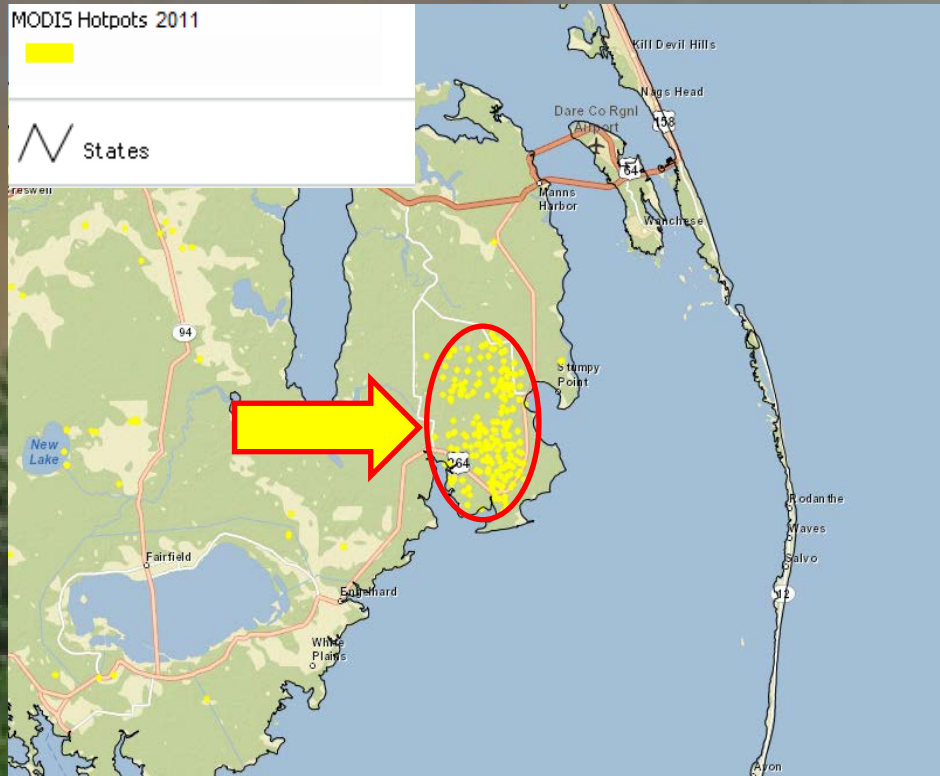 MODIS Hotpots 2011
States
Kill Devil Hills
Nags Head
Dare Co Rgnl
Airport
158
64
Manns
Harbor
Wanchese
reswell
94
Stumpy
Point
New
Lake
264
Rodanthe
Waves
Salvo
Fairfield
Engelhard
12
White
Plains
Avon